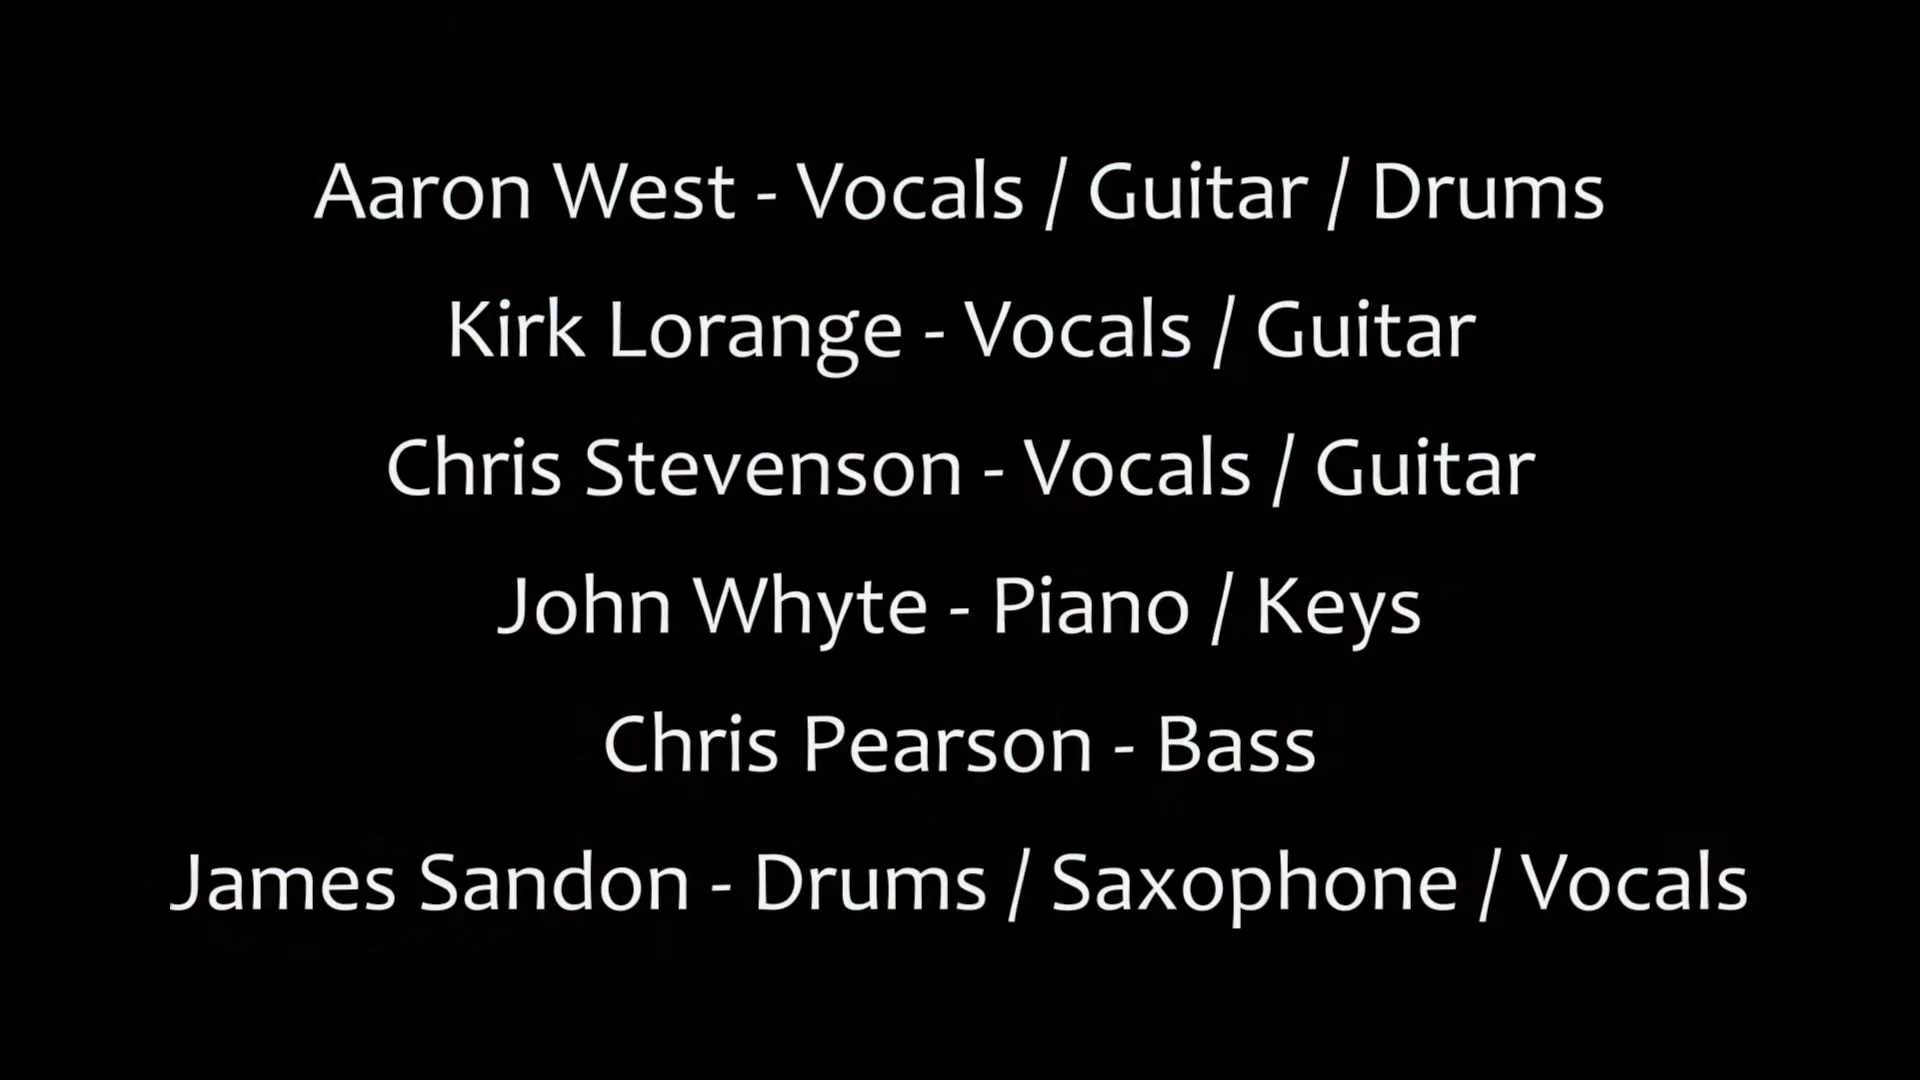 Aaron West - Vocals / Guitar / Drums
Kirk Lorange - Vocals / Guitar
Chris Stevenson - Vocals / Guitar
John Whyte - Piano / Keys
Chris Pearson - Bass
James Sandon - Drums / Saxophone / Vocals